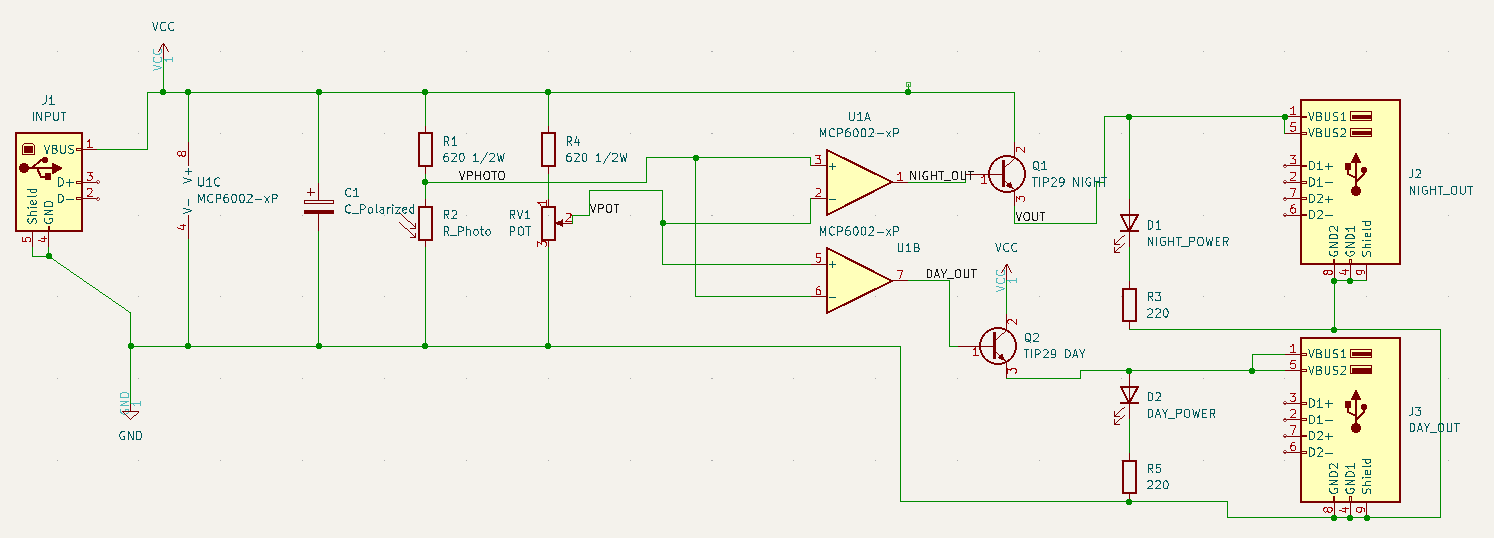 VCC
VCC
1
J1
INPUT
VBUS
1
D+
3
D-
2
Shield
GND
5
4
8
V+
U1C
MCP6002-xP
V-
4
+
C1
C_Polarized
R1
620 1/2W
VPHOTO
R2
R_Photo
R4
620 1/2W
RV1
POT
1
2
3
VPOT
U1A
MCP6002-xP
3
+
2
-
1
NIGHT_OUT
MCP6002-xP
U1B
5
+
6
-
7
DAY_OUT
2
1
Q1
TIP29 NIGHT
3
VOUT
VCC
VCC
1
2
Q2
1
TIP29 DAY
3
D1
NIGHT_POWER
R3
220
D2
DAY_POWER
R5
220
1
VBUS1
5
VBUS2
3
D1+
2
D1-
7
D2+
6
D2-
GND2
GND1
Shield
8
4
9
J2
NIGHT_OUT
1
VBUS1
5
VBUS2
3
D1+
2
D1-
7
D2+
6
D2-
GND2
GND1
Shield
8
4
9
J3
DAY_OUT
GND
1
GND